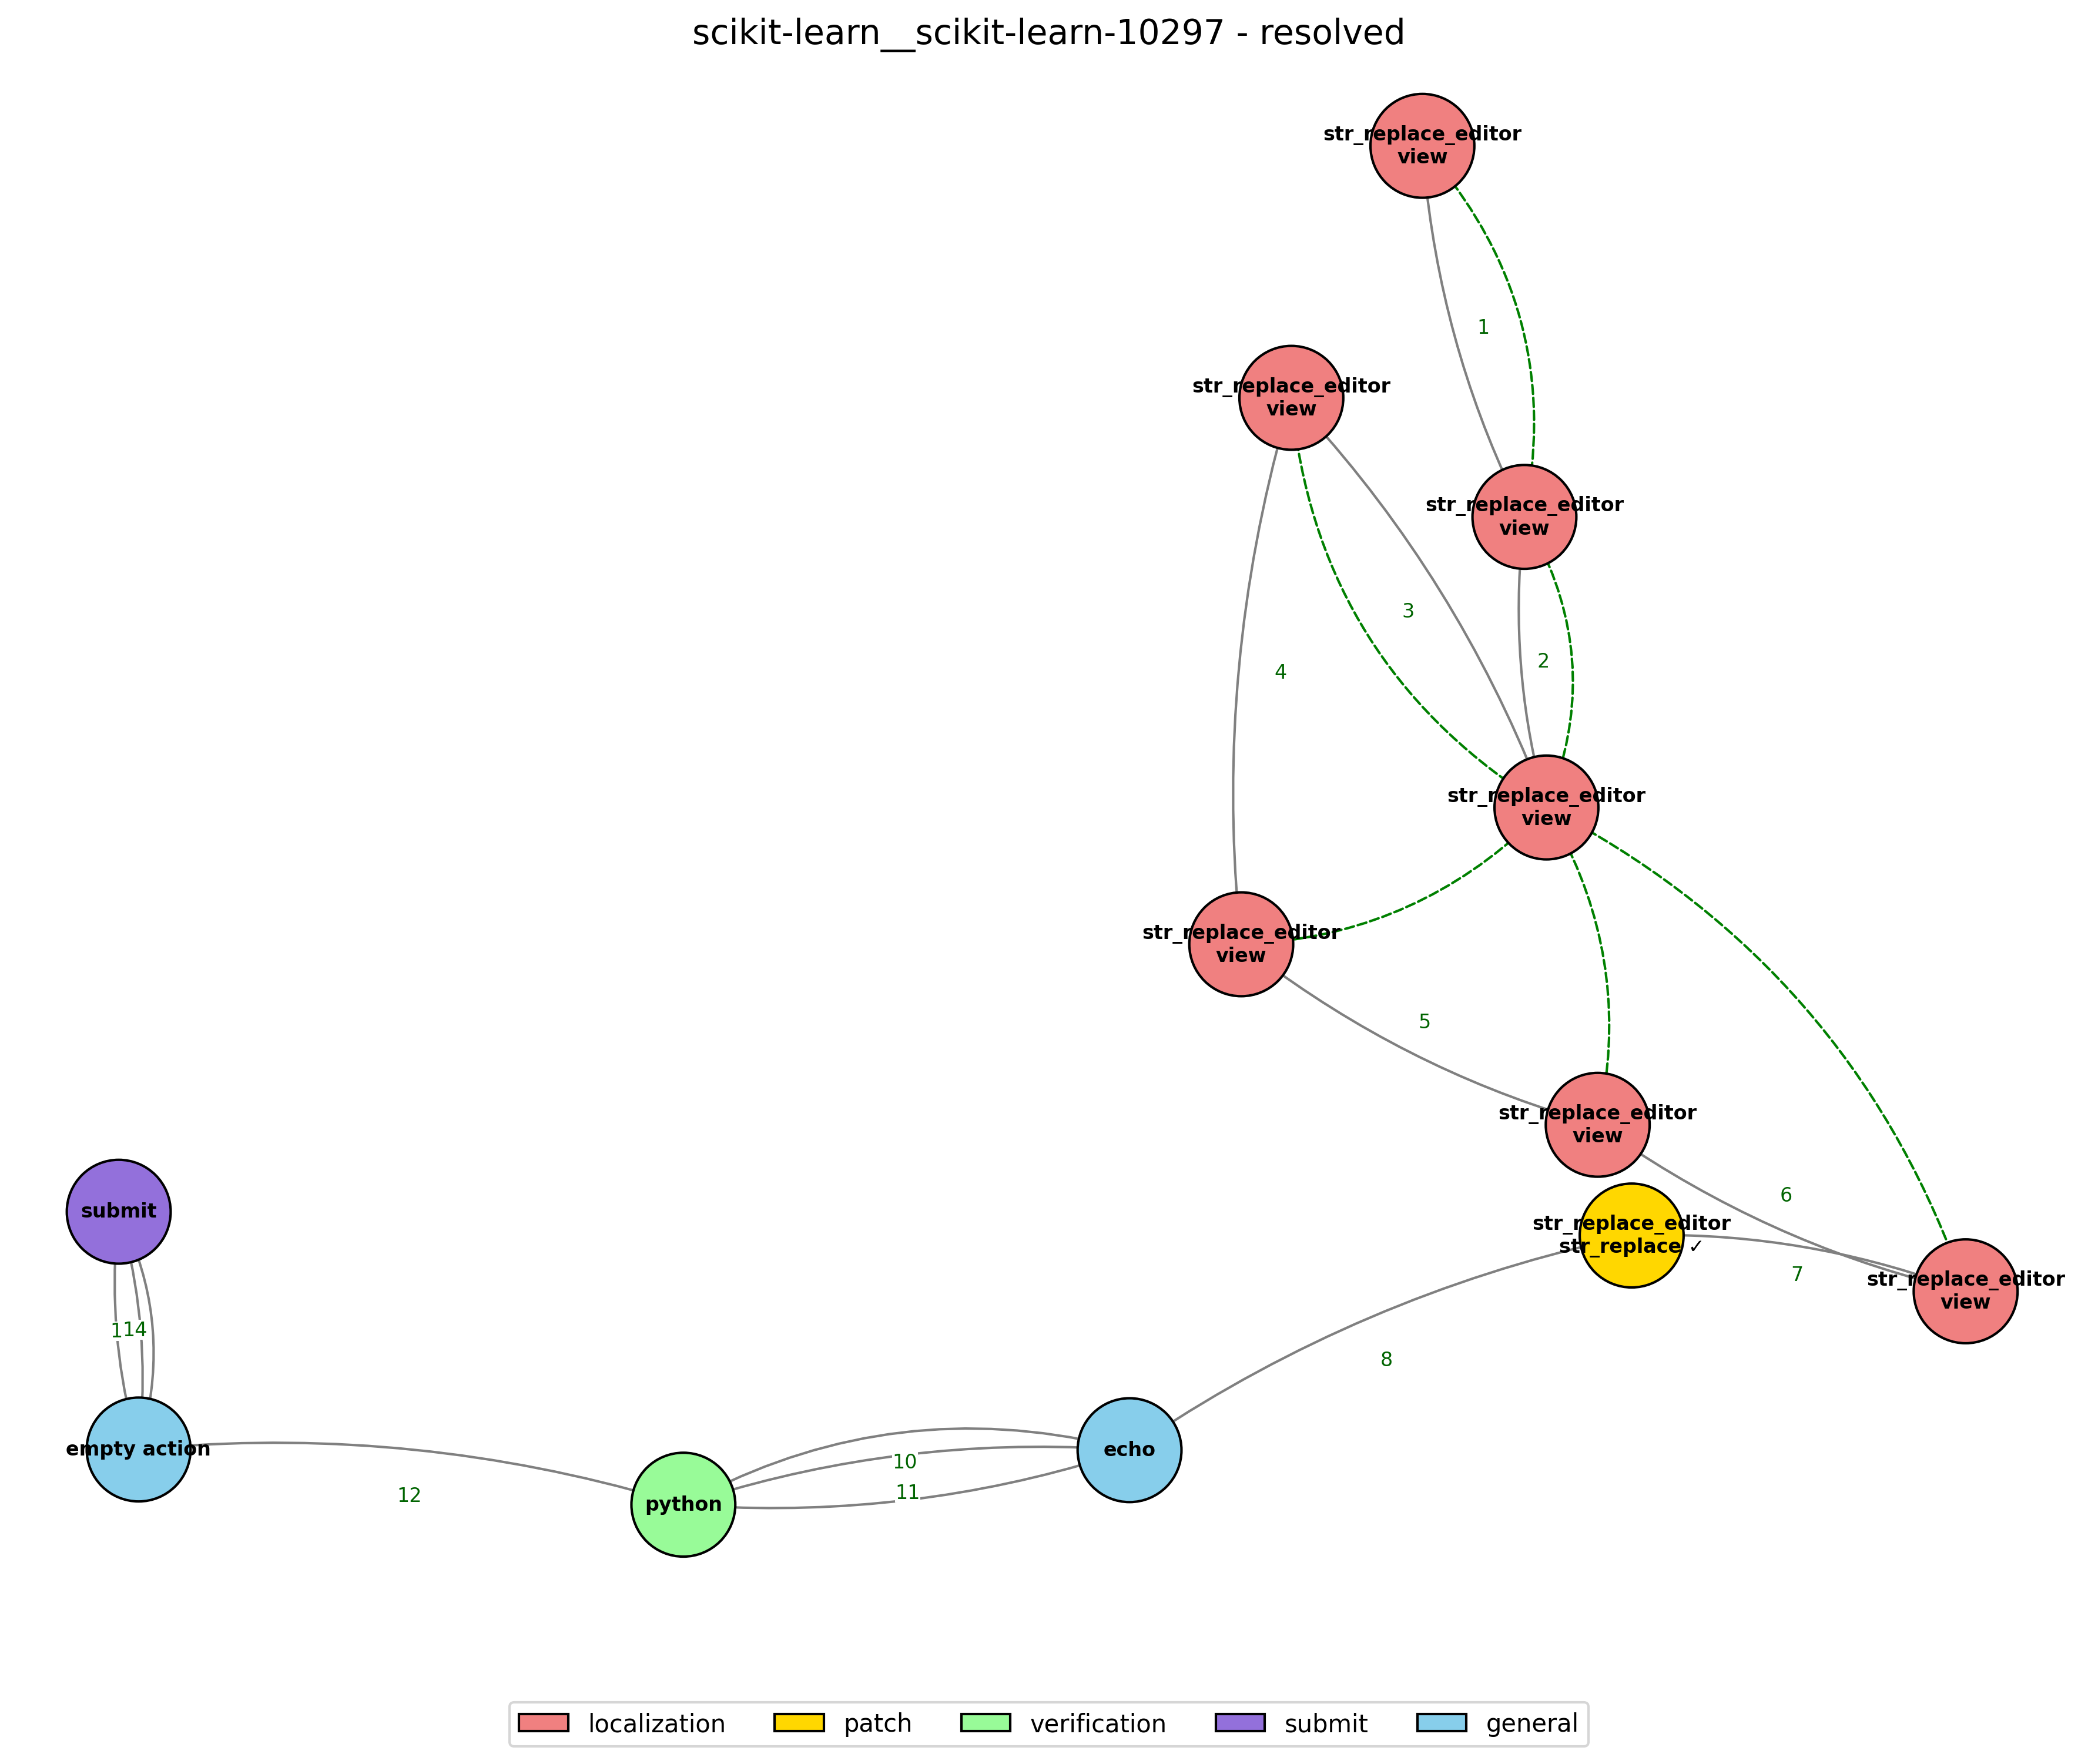 scikit-learn__scikit-learn-10297 - resolved
str_replace_editor
view
1
str_replace_editor
view
str_replace_editor
view
3
2
4
str_replace_editor
view
str_replace_editor
view
5
str_replace_editor
view
6
submit
str_replace_editor
str_replace ✓
7
str_replace_editor
view
14
8
empty action
echo
10
11
12
python
localization
patch
verification
submit
general